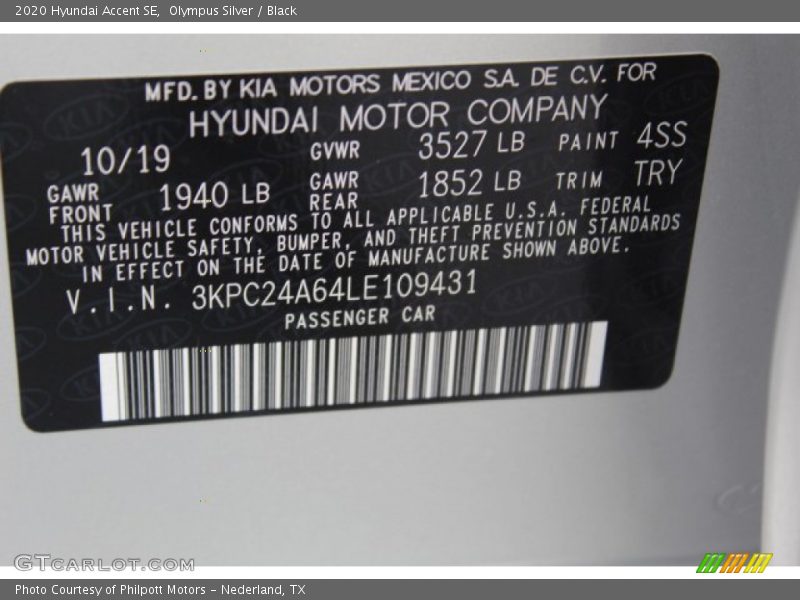 2020 Hyundai Accent SE, Olympus Silver / Black
MFD. BY KIA MOTORS MEXICO S.A. DE C.V. FOR
HYUNDAI MOTOR COMPANY
10/19 GVWR 3527 LB PAINT 4SS
GAWR FRONT 1940 LB GAWR REAR 1852 LB TRIM TRY
THIS VEHICLE CONFORMS TO ALL APPLICABLE U.S.A. FEDERAL
MOTOR VEHICLE SAFETY, BUMPER, AND THEFT PREVENTION STANDARDS
IN EFFECT ON THE DATE OF MANUFACTURE SHOWN ABOVE.
V.I.N. 3KPC24A64LE109431
PASSENGER CAR
GTCARLOT.COM
Photo Courtesy of Philpott Motors - Nederland, TX